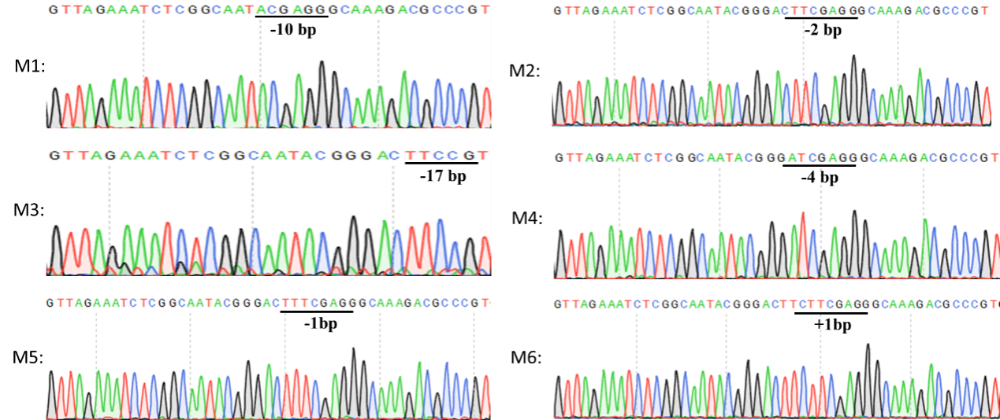 GTTAGAAATCTCGGCAATACGAGGGCAAAGACGCCCGT
-10 bp
M1:
GTTAGAAATCTCGGCAATACGGGACTTCGAGGGCAAAGACGCCCGT
-2 bp
M2:
GTTAGAAATCTCGGCAATACGGGACTTCCGT
-17 bp
M3:
GTTAGAAATCTCGGCAATACGGGATCGAGGGCAAAGACGCCCGT
-4 bp
M4:
GTTAGAAATCTCGGCAATACGGGACTTTCGAGGGCAAAGACGCCCGT
-1bp
M5:
GTTAGAAATCTCGGCAATACGGGACTTCTTCGAGGGCAAAGACGCCCGT
+1bp
M6: